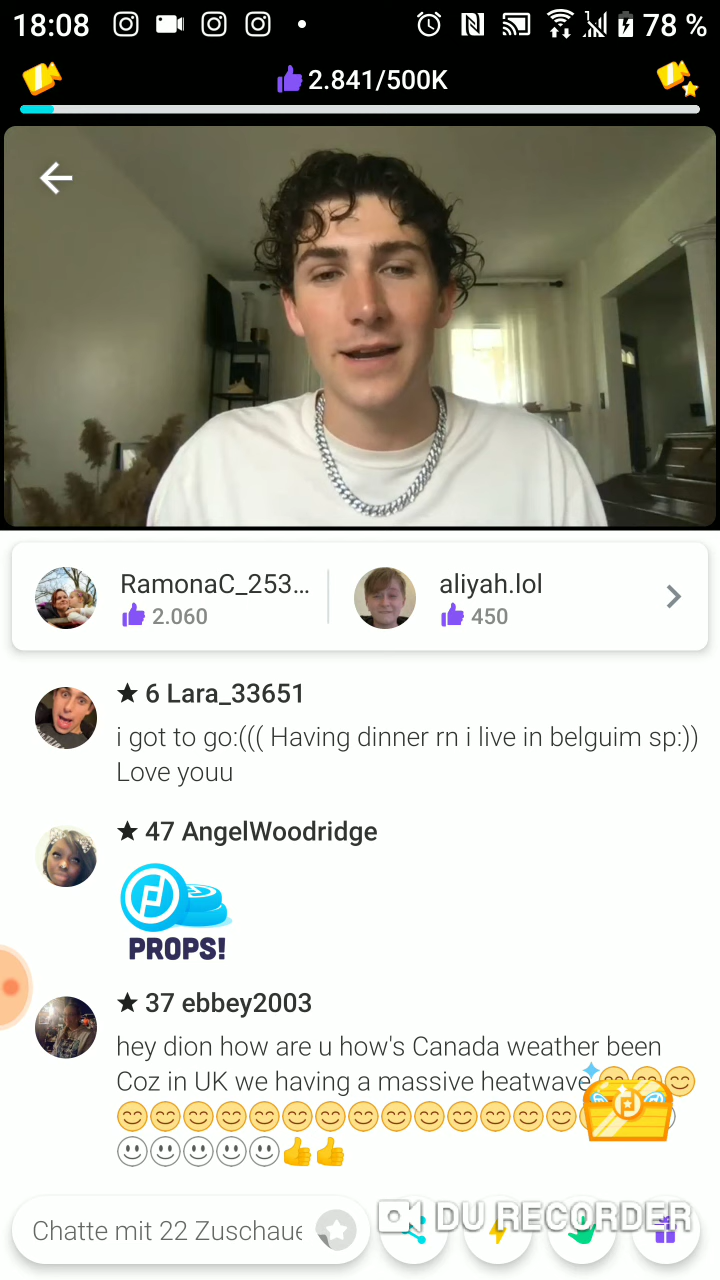 18:08
78 %
2.841/500K
RamonaC_253...
2.060
aliyah.lol
450
★ 6 Lara_33651
i got to go:((( Having dinner rn i live in belguim sp:))
Love youu
★ 47 AngelWoodridge
PROPS!
★ 37 ebbey2003
hey dion how are u how's Canada weather been
Coz in UK we having a massive heatwave😊😊😊
😊😊😊😊😊😊😊😊😊😊😊😊😊😊
☺☺☺☺☺👍👍
Chatte mit 22 Zuschaue
DU RECORDER